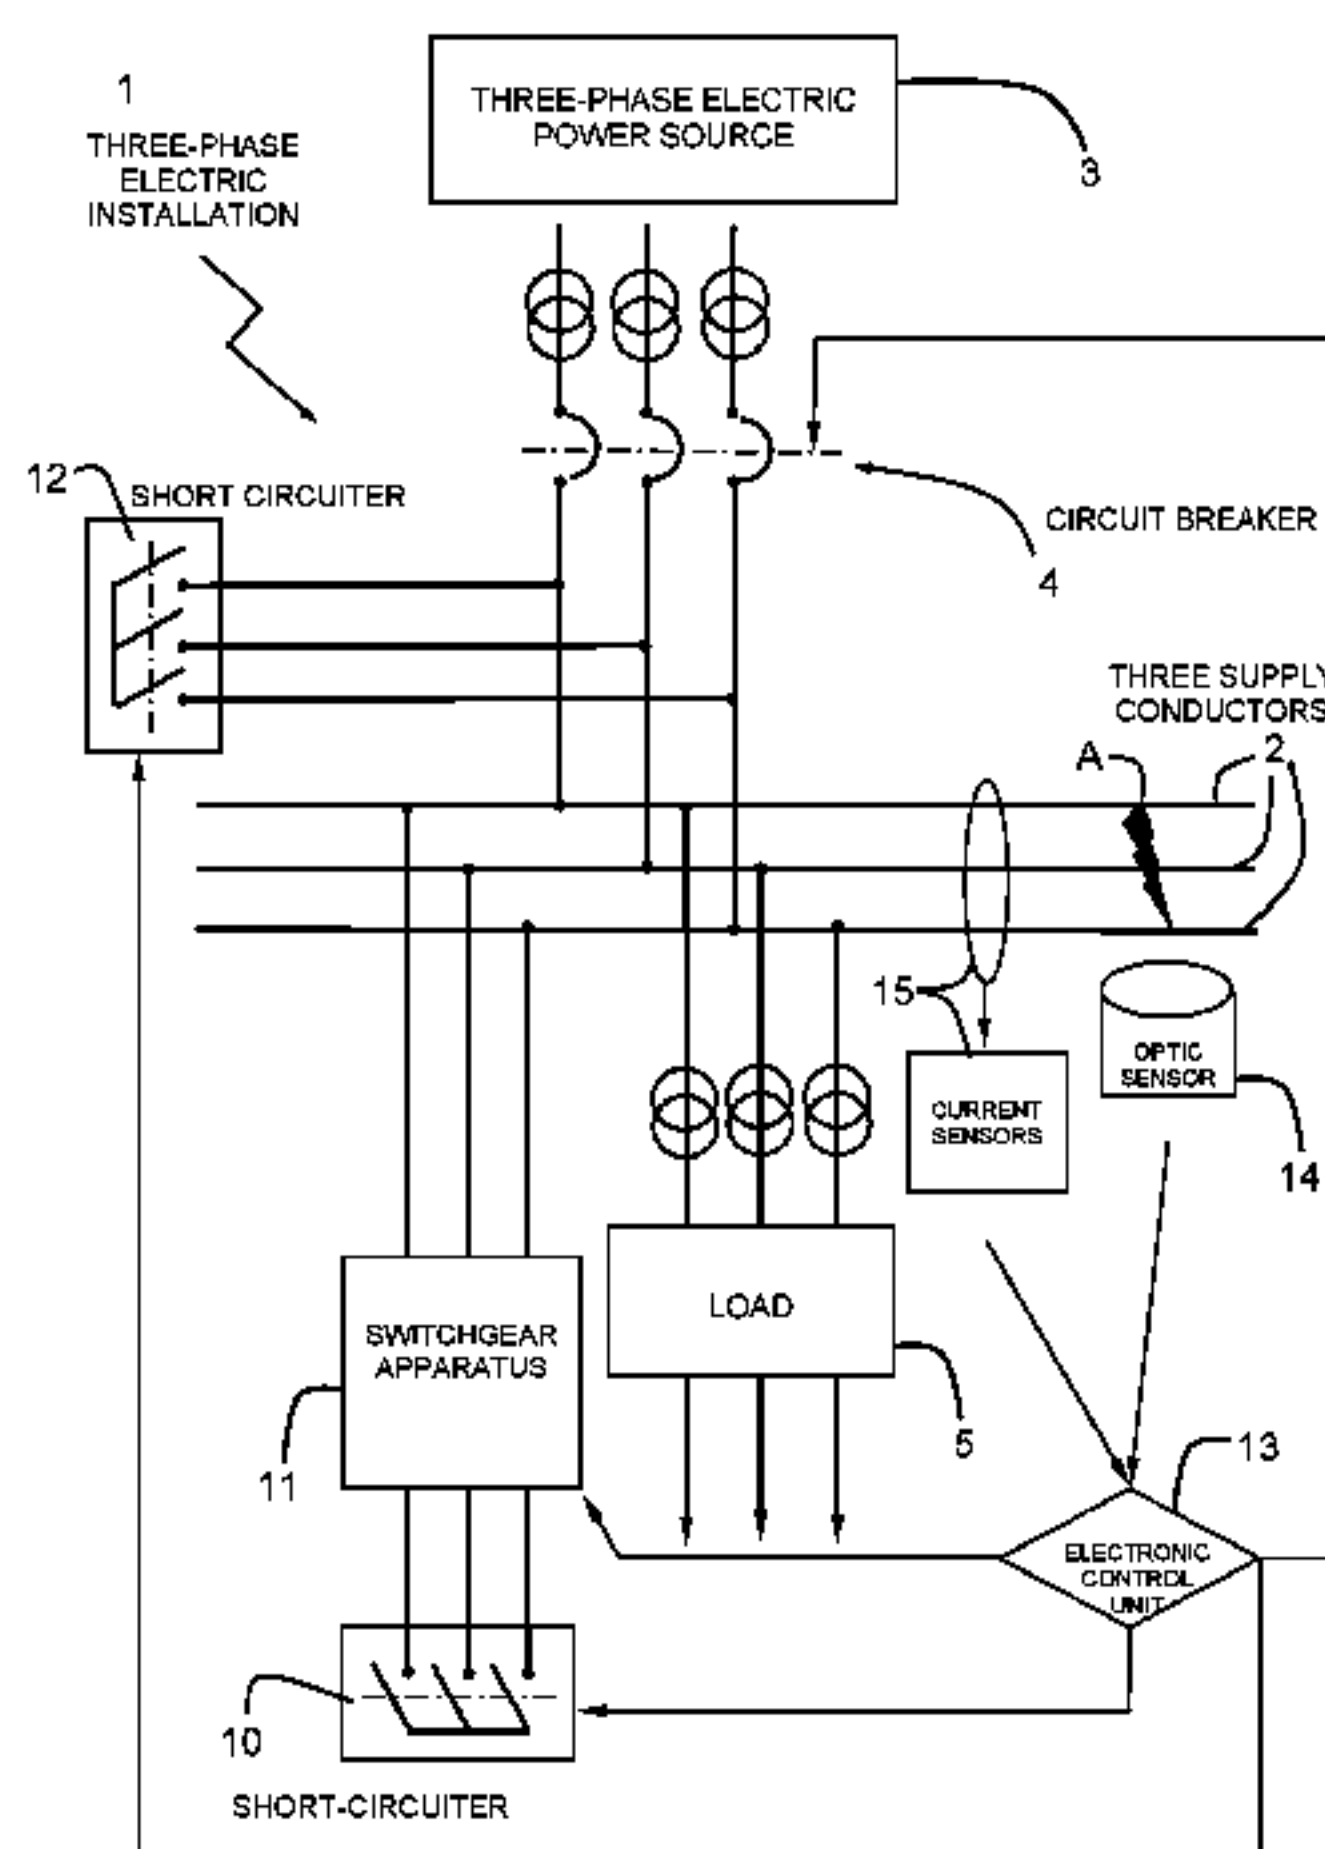 1
THREE-PHASE
ELECTRIC
INSTALLATION
THREE-PHASE ELECTRIC
POWER SOURCE
3
12
SHORT CIRCUITER
CIRCUIT BREAKER
4
THREE SUPPLY
CONDUCTORS
A
2
15
OPTIC
SENSOR
CURRENT
SENSORS
14
LOAD
SWITCHGEAR
APPARATUS
5
11
13
ELECTRONIC
CONTROL
UNIT
10
SHORT-CIRCUITER